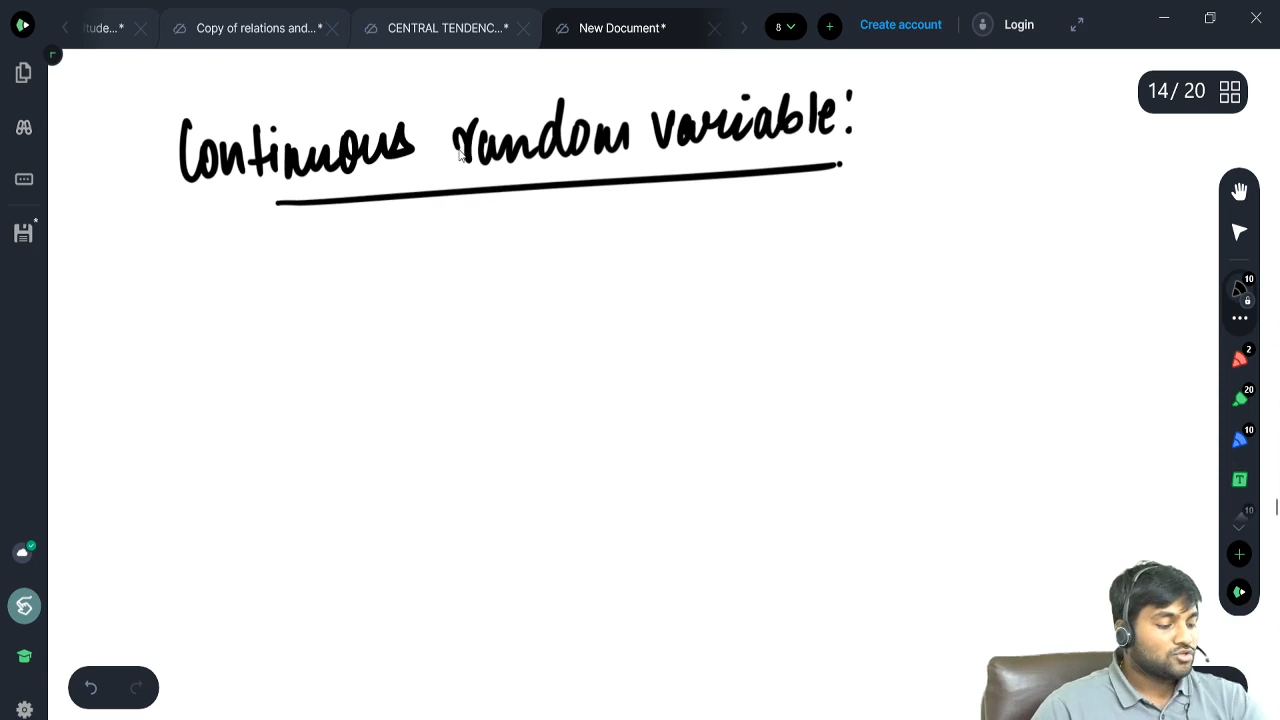 itude...*
Copy of relations and...*
CENTRAL TENDENC...*
New Document*
8
Create account
Login
14 / 20
Continuous random variable:
10
2
20
10
T
10